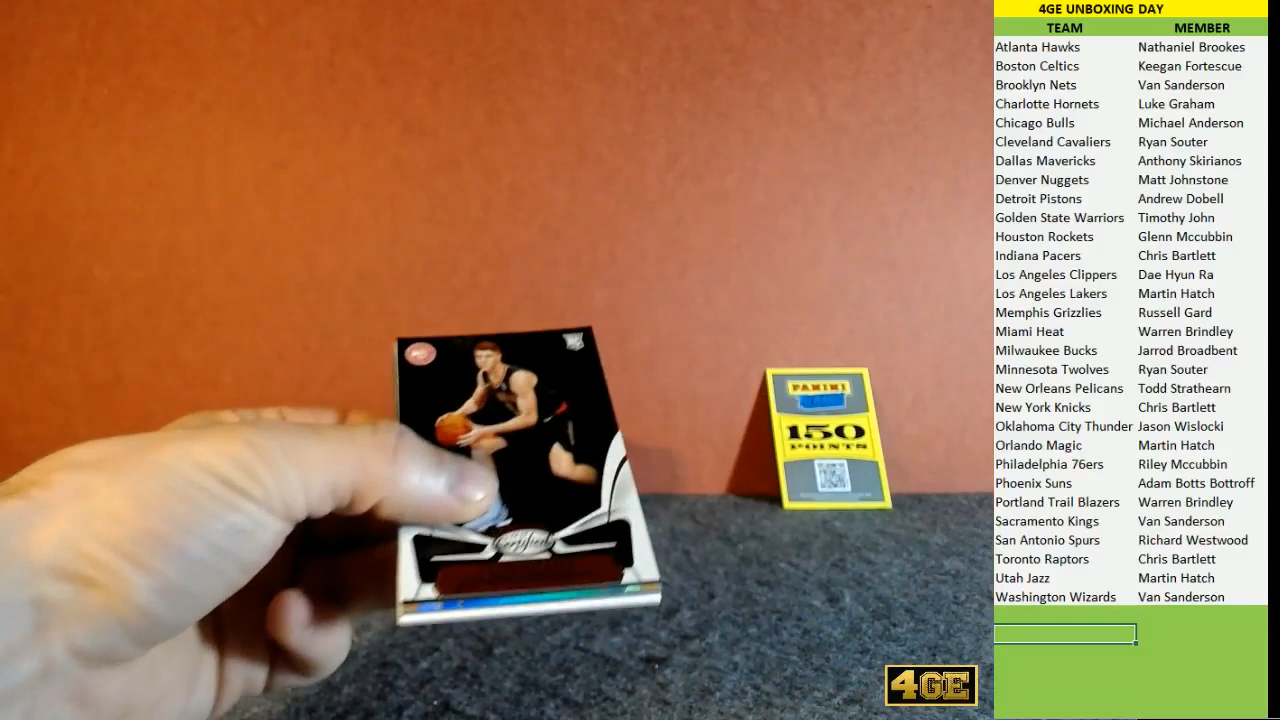 4GE UNBOXING DAY
TEAM MEMBER
Atlanta Hawks Nathaniel Brookes
Boston Celtics Keegan Fortescue
Brooklyn Nets Van Sanderson
Charlotte Hornets Luke Graham
Chicago Bulls Michael Anderson
Cleveland Cavaliers Ryan Souter
Dallas Mavericks Anthony Skirianos
Denver Nuggets Matt Johnstone
Detroit Pistons Andrew Dobell
Golden State Warriors Timothy John
Houston Rockets Glenn Mccubbin
Indiana Pacers Chris Bartlett
Los Angeles Clippers Dae Hyun Ra
Los Angeles Lakers Martin Hatch
Memphis Grizzlies Russell Gard
Miami Heat Warren Brindley
Milwaukee Bucks Jarrod Broadbent
Minnesota Twolves Ryan Souter
New Orleans Pelicans Todd Strathearn
New York Knicks Chris Bartlett
Oklahoma City Thunder Jason Wislocki
Orlando Magic Martin Hatch
Philadelphia 76ers Riley Mccubbin
Phoenix Suns Adam Botts Bottroff
Portland Trail Blazers Warren Brindley
Sacramento Kings Van Sanderson
San Antonio Spurs Richard Westwood
Toronto Raptors Chris Bartlett
Utah Jazz Martin Hatch
Washington Wizards Van Sanderson
PANINI
150
POINTS
Certified
4GE